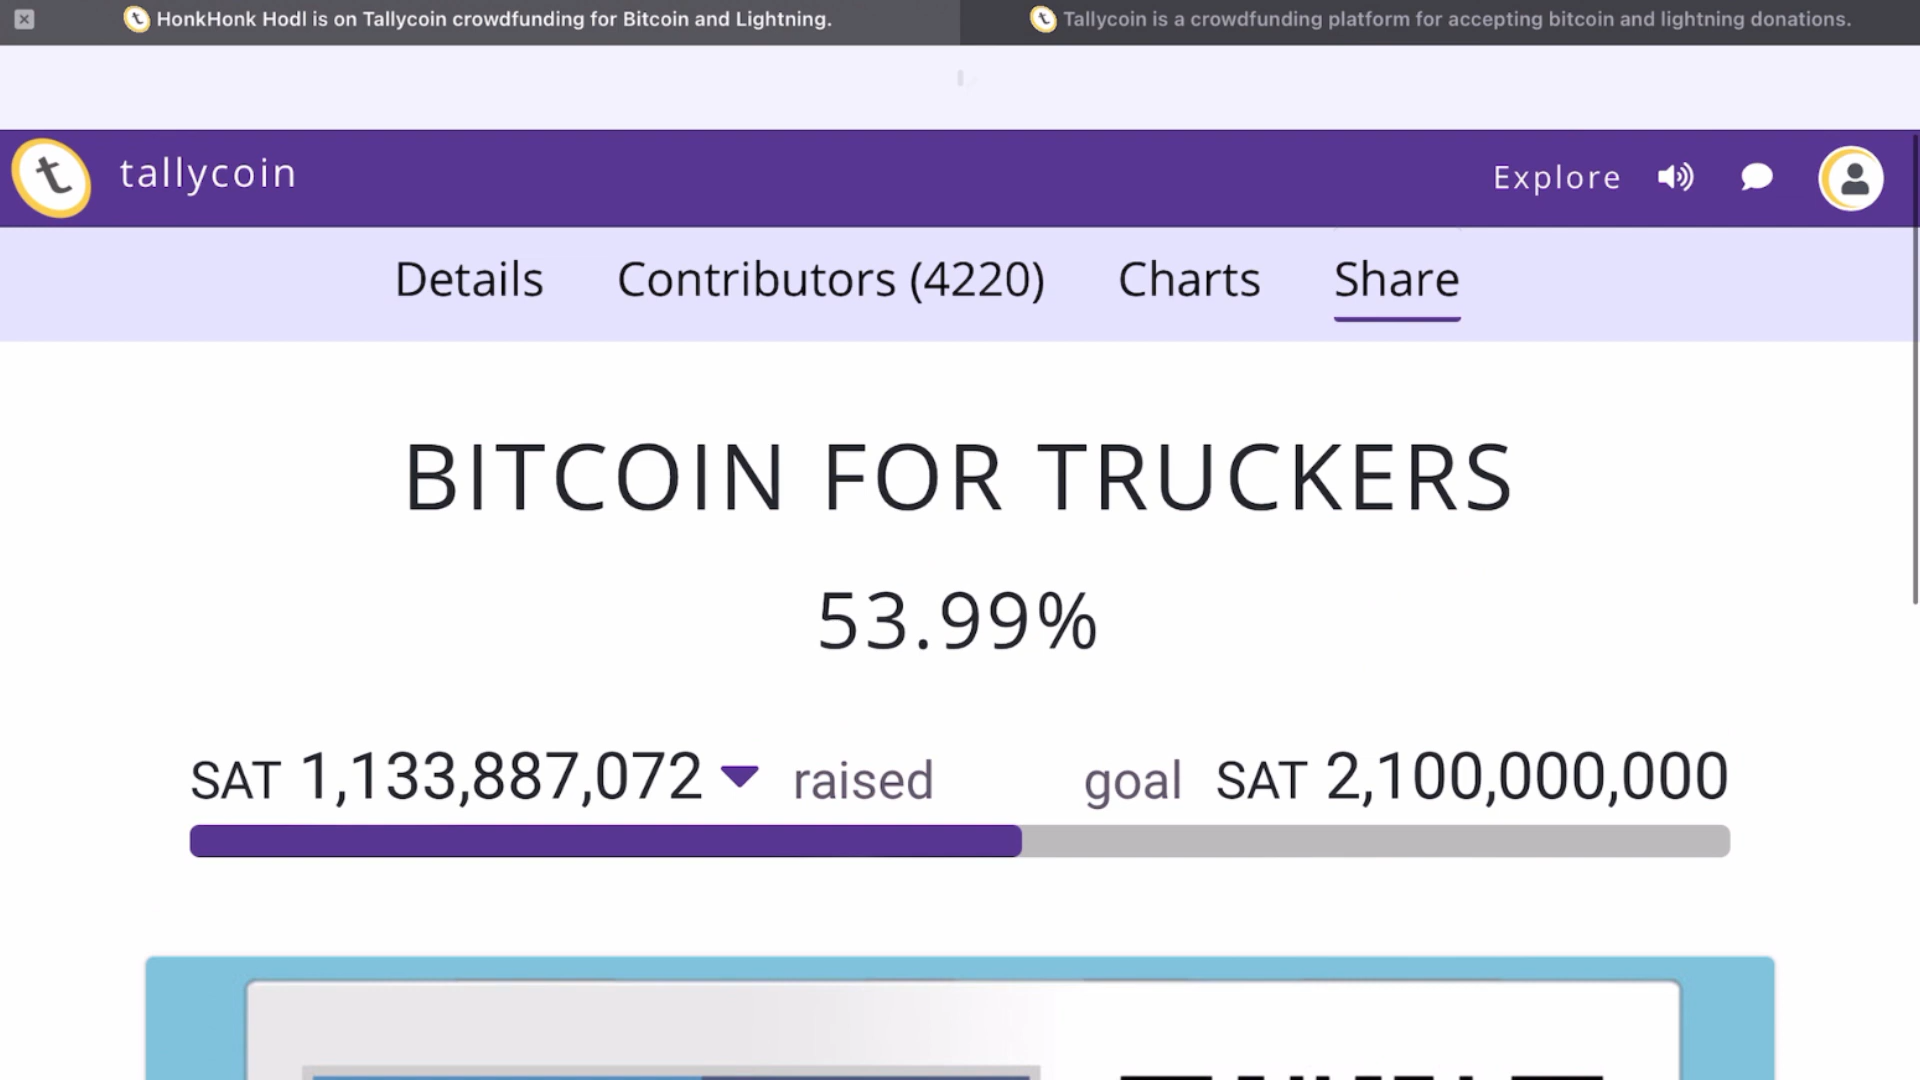 HonkHonk Hodl is on Tallycoin crowdfunding for Bitcoin and Lightning.
Tallycoin is a crowdfunding platform for accepting bitcoin and lightning donations.
t tallycoin
Explore
Details Contributors (4220) Charts Share
BITCOIN FOR TRUCKERS
53.99%
SAT 1,133,887,072 raised goal SAT 2,100,000,000